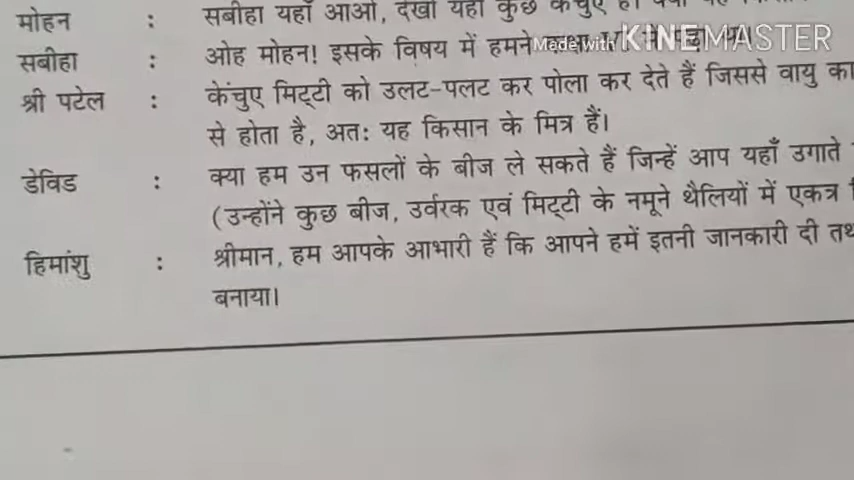 मोहन : सबीहा यहाँ आओ, देखो यहाँ कुछ केंचुए
सबीहा : ओह मोहन! इसके विषय में हमने कक्षा
श्री पटेल : केंचुए मिट्टी को उलट-पलट कर पोला कर देते हैं जिससे वायु का
से होता है, अतः यह किसान के मित्र हैं।
डेविड : क्या हम उन फसलों के बीज ले सकते हैं जिन्हें आप यहाँ उगाते
(उन्होंने कुछ बीज, उर्वरक एवं मिट्टी के नमूने थैलियों में एकत्र
हिमांशु : श्रीमान, हम आपके आभारी हैं कि आपने हमें इतनी जानकारी दी
बनाया।
Made with KINEMASTER